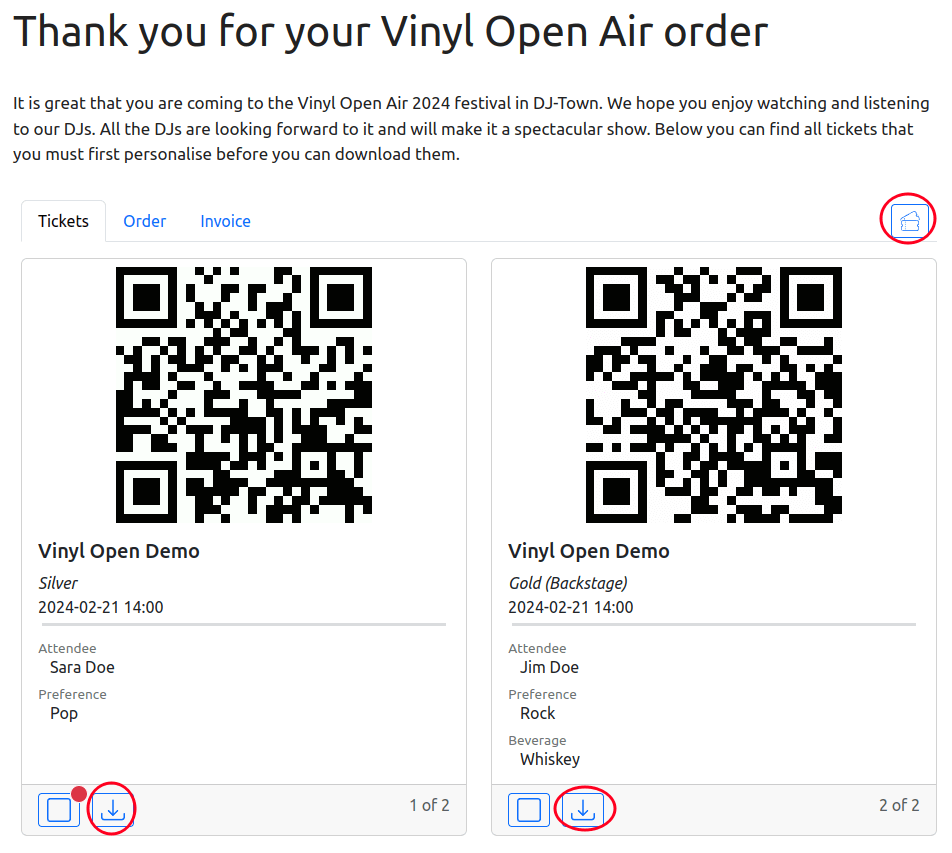 Thank you for your Vinyl Open Air order
It is great that you are coming to the Vinyl Open Air 2024 festival in DJ-Town. We hope you enjoy watching and listening
to our DJs. All the DJs are looking forward to it and will make it a spectacular show. Below you can find all tickets that
you must first personalise before you can download them.
Tickets Order Invoice
Vinyl Open Demo
Silver
2024-02-21 14:00
Attendee
Sara Doe
Preference
Pop
1 of 2
Vinyl Open Demo
Gold (Backstage)
2024-02-21 14:00
Attendee
Jim Doe
Preference
Rock
Beverage
Whiskey
2 of 2